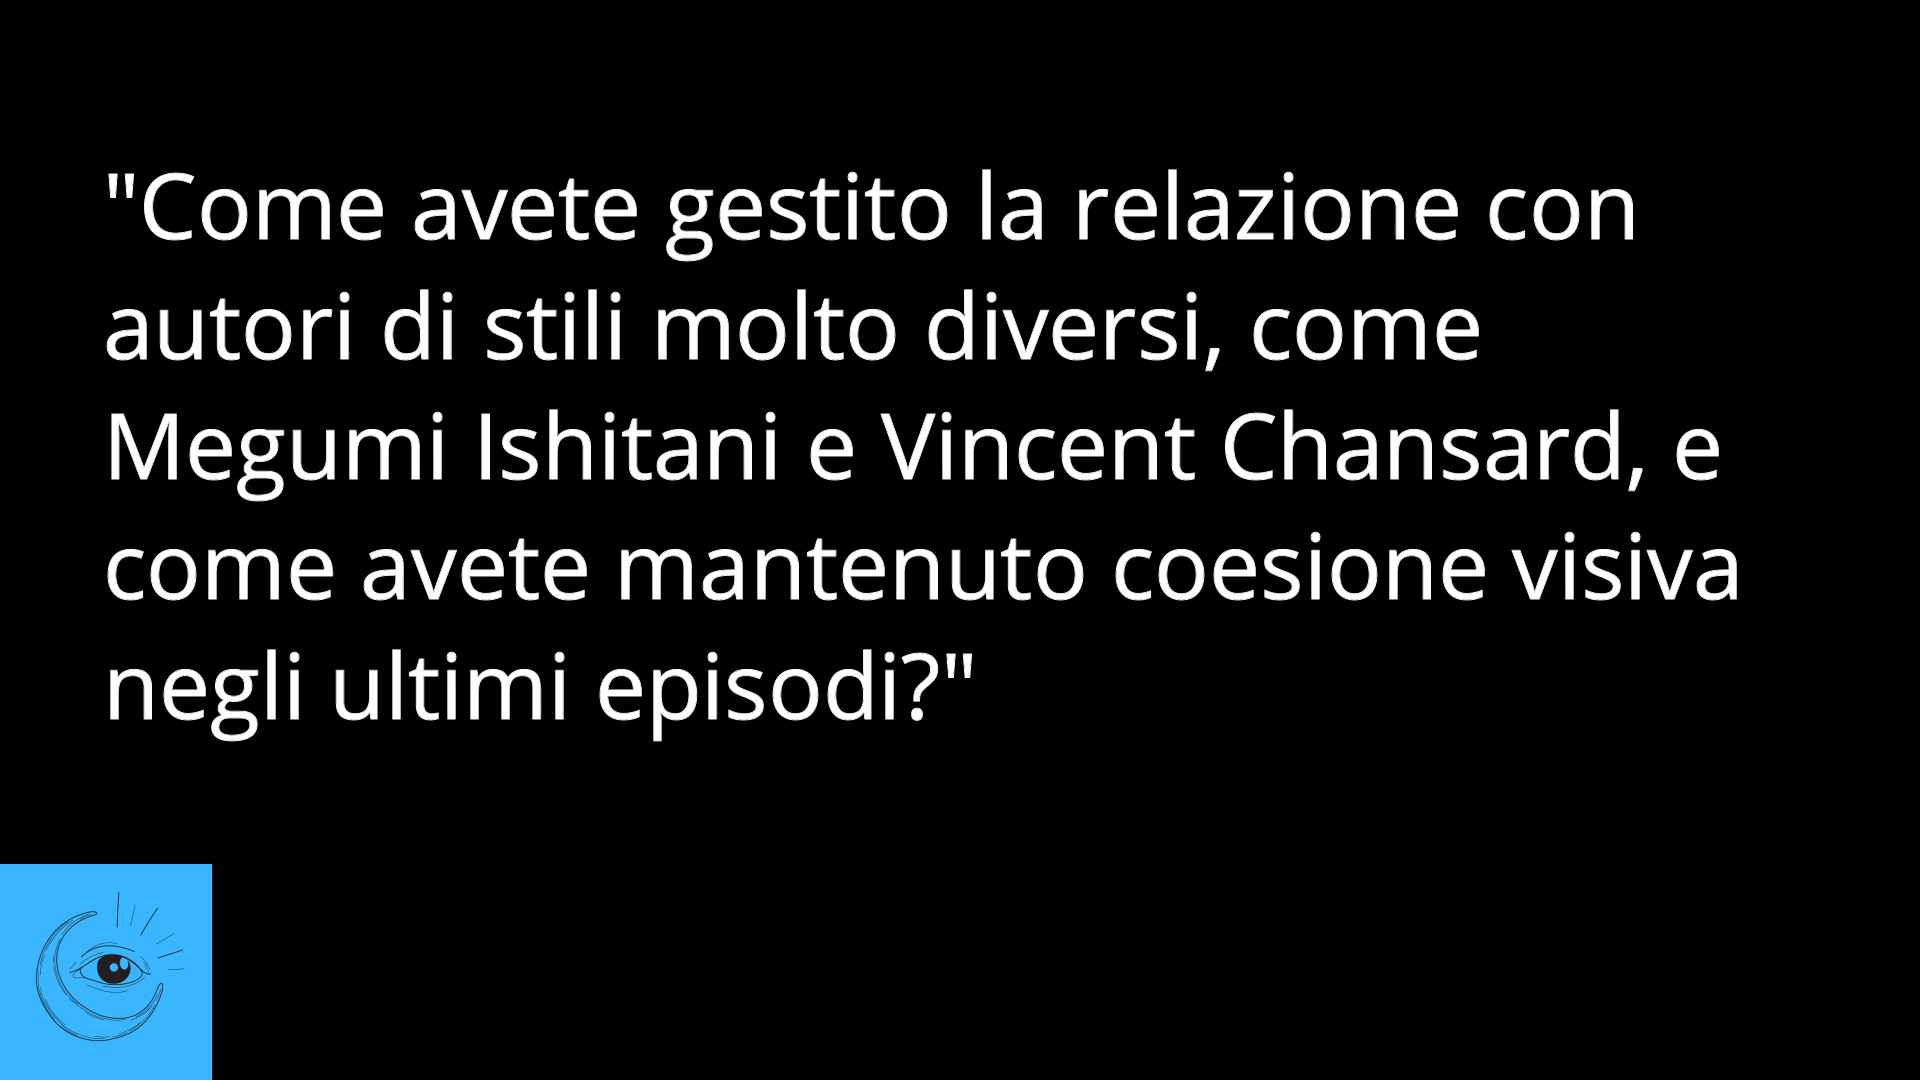 "Come avete gestito la relazione con
autori di stili molto diversi, come
Megumi Ishitani e Vincent Chansard, e
come avete mantenuto coesione visiva
negli ultimi episodi?"